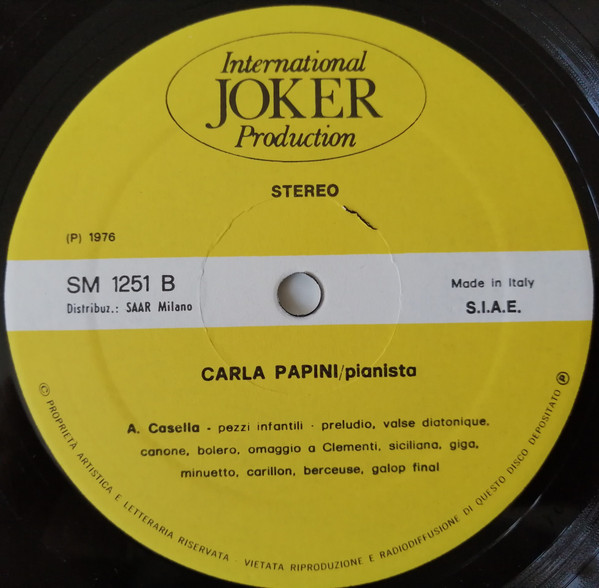 International
JOKER
Production
STEREO
(P) 1976
SM 1251 B
Distribuz.: SAAR Milano
Made in Italy
S.I.A.E.
CARLA PAPINI/pianista
A. Casella - pezzi infantili - preludio, valse diatonique,
canone, bolero, omaggio a Clementi, siciliana, giga,
minuetto, carillon, berceuse, galop final
© PROPRIETÀ ARTISTICA E LETTERARIA RISERVATA - VIETATA RIPRODUZIONE E RADIODIFFUSIONE DI QUESTO DISCO DEPOSITATO ℗